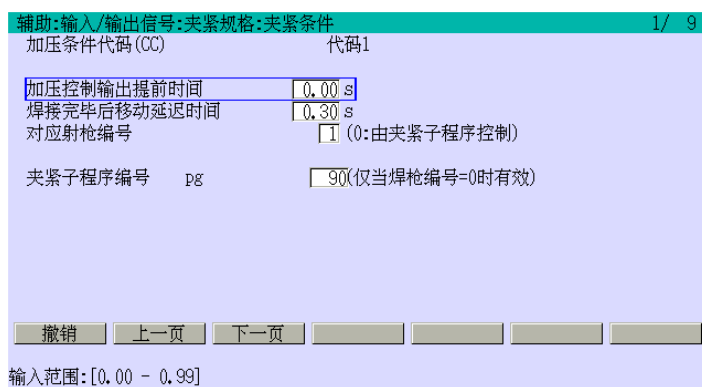 辅助:输入/输出信号:夹紧规格:夹紧条件 1/ 9
加压条件代码(CC) 代码1
加压控制输出提前时间 0.00 s
焊接完毕后移动延迟时间 0.30 s
对应射枪编号 1 (0:由夹紧子程序控制)
夹紧子程序编号 pg 90(仅当焊枪编号=0时有效)
撤销 上一页 下一页
输入范围:[0.00 - 0.99]